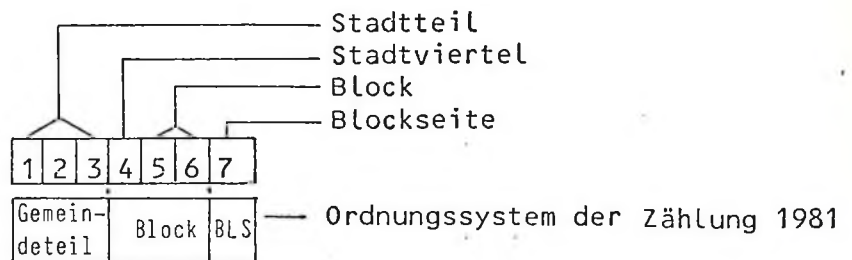 Stadtteil
Stadtviertel
Block
Blockseite
1 2 3 4 5 6 7
Gemein-
deteil Block BLS Ordnungssystem der Zählung 1981